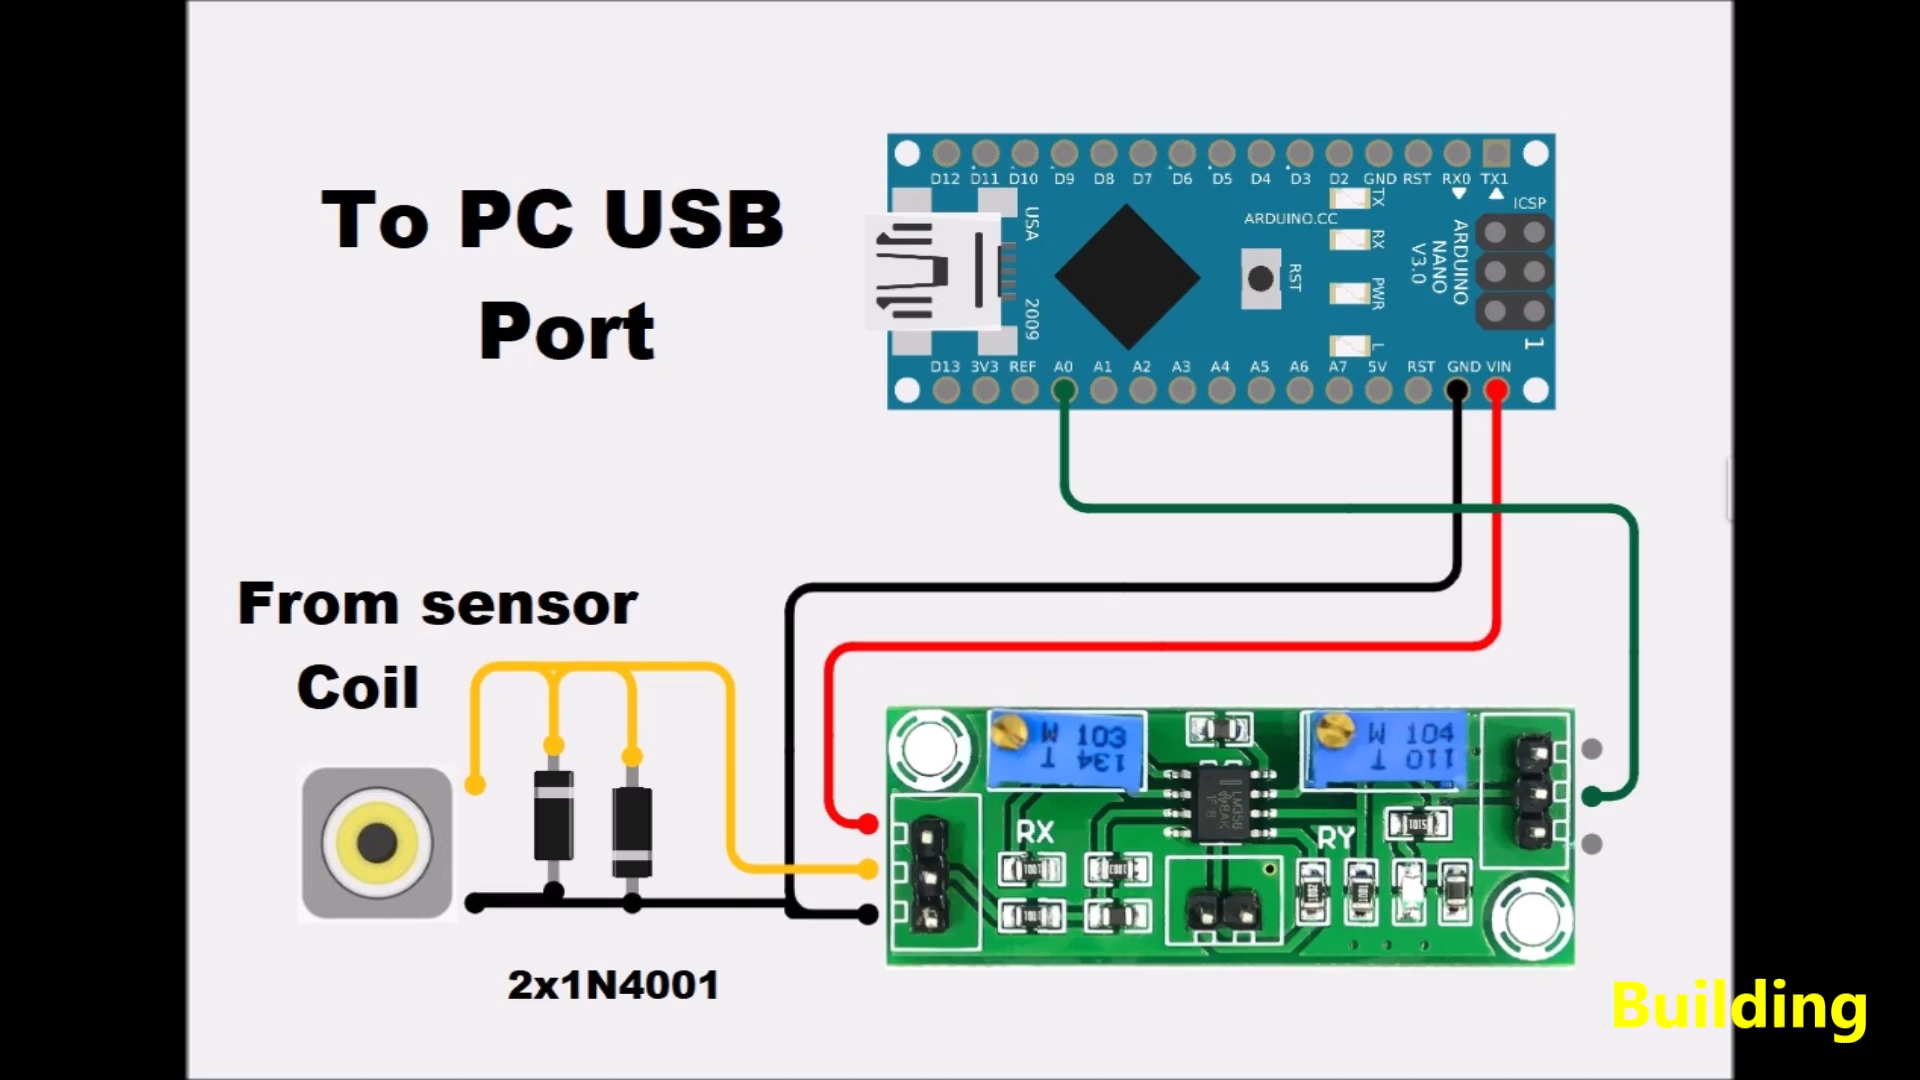 To PC USB
Port
D12 D11 D10 D9 D8 D7 D6 D5 D4 D3 D2 GND RST RX0 TX1
USA
2009
ARDUINO.CC
RST
TX
RX
PWR
L
ICSP
ARDUINO
NANO
V3.0
1
D13 3V3 REF A0 A1 A2 A3 A4 A5 A6 A7 5V RST GND VIN
From sensor
Coil
W 103
W 104
RX
RY
LM358
2x1N4001
Building